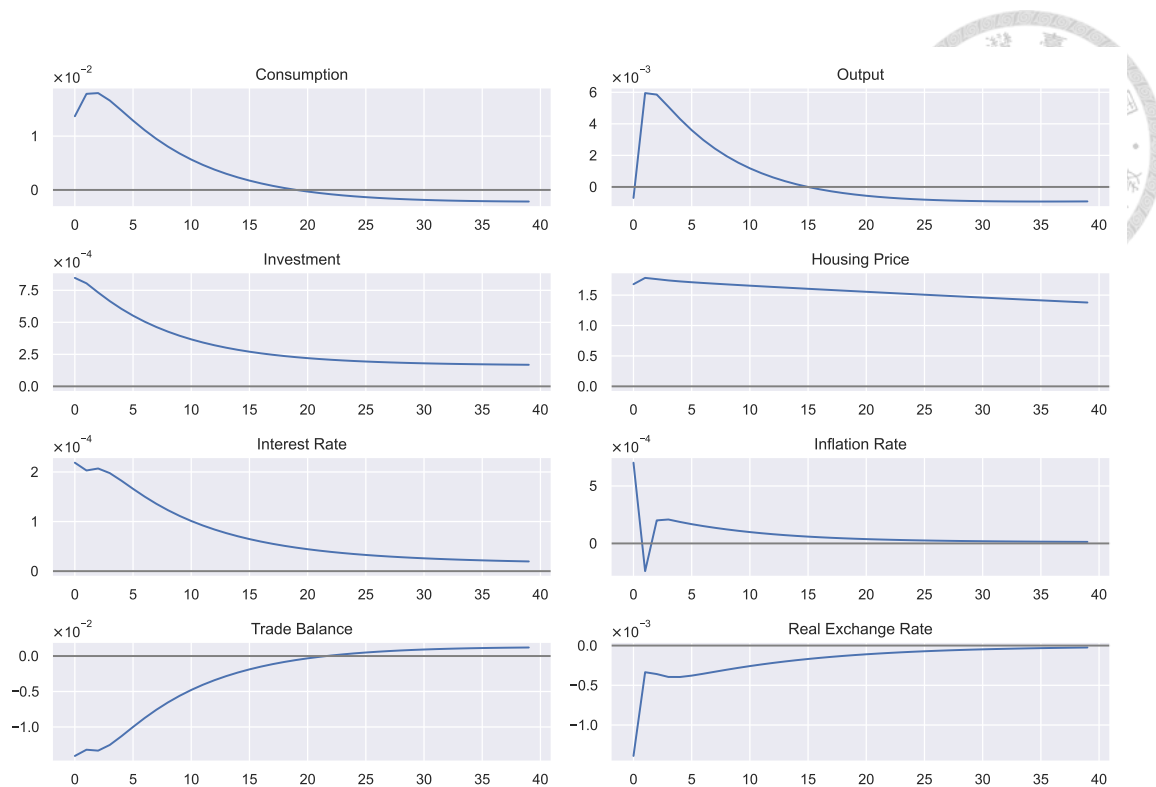 ×10⁻² Consumption
1
0
0 5 10 15 20 25 30 35 40
×10⁻³ Output
6
4
2
0
0 5 10 15 20 25 30 35 40
×10⁻⁴ Investment
7.5
5.0
2.5
0.0
0 5 10 15 20 25 30 35 40
Housing Price
1.5
1.0
0.5
0.0
0 5 10 15 20 25 30 35 40
×10⁻⁴ Interest Rate
2
1
0
0 5 10 15 20 25 30 35 40
×10⁻⁴ Inflation Rate
5
0
0 5 10 15 20 25 30 35 40
×10⁻² Trade Balance
0.0
−0.5
−1.0
0 5 10 15 20 25 30 35 40
×10⁻³ Real Exchange Rate
0.0
−0.5
−1.0
0 5 10 15 20 25 30 35 40